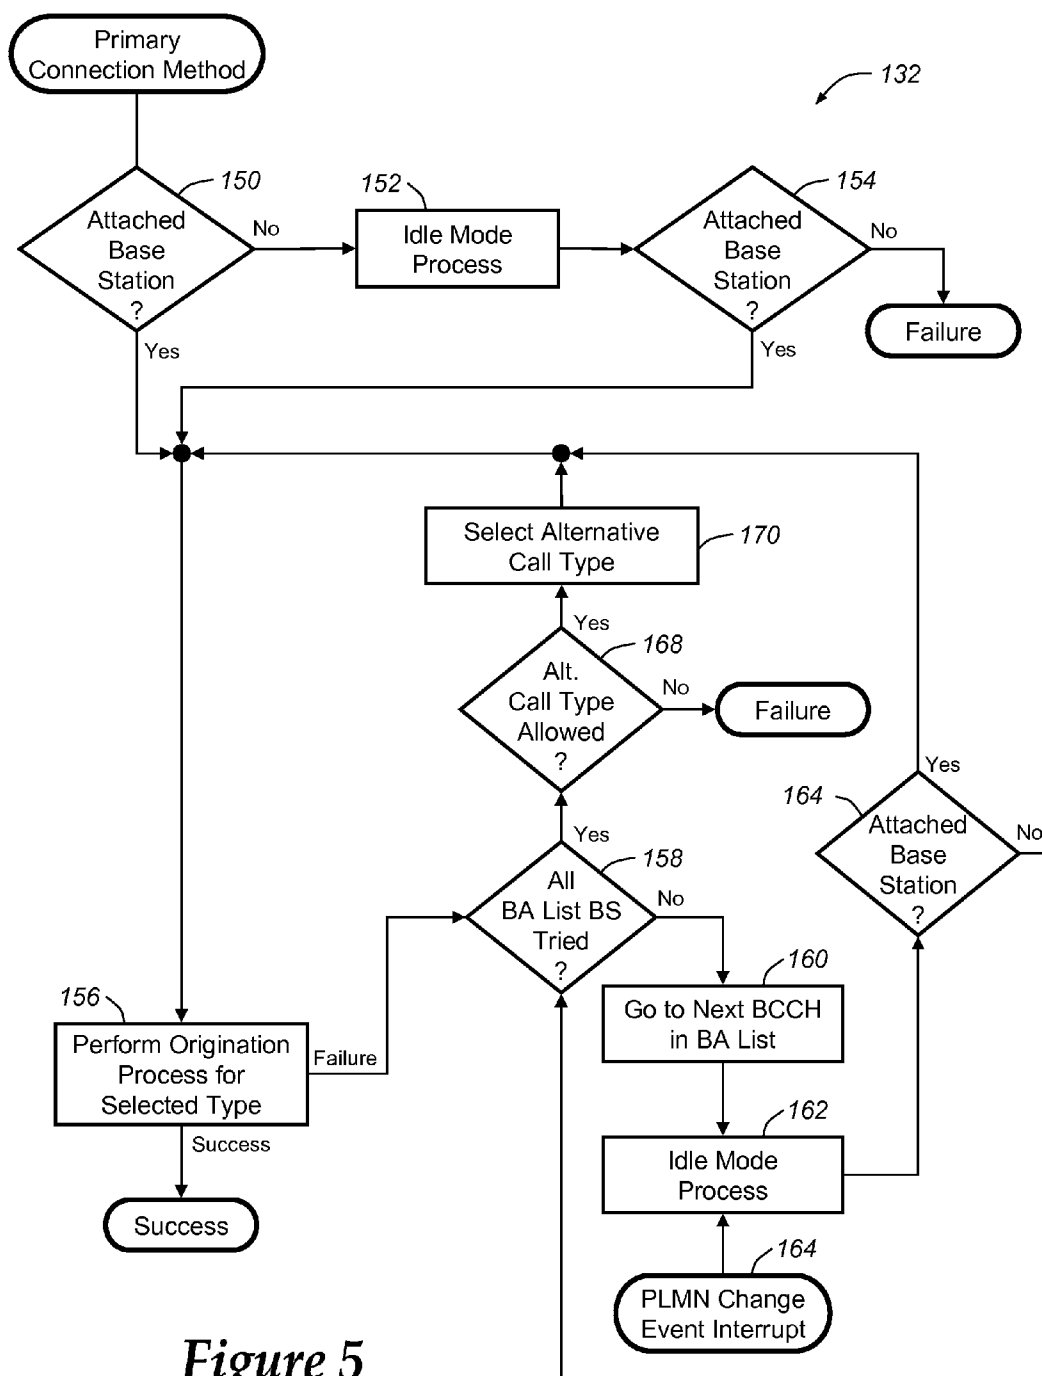 Primary
Connection Method
132
150
Attached
Base
Station
?
No
Yes
152
Idle Mode
Process
154
Attached
Base
Station
?
No
Yes
Failure
Select Alternative
Call Type
170
Yes
168
Alt.
Call Type
Allowed
?
No
Failure
Yes
164
Attached
Base
Station
?
No
Yes
158
All
BA List BS
Tried
?
No
160
Go to Next BCCH
in BA List
156
Perform Origination
Process for
Selected Type
Failure
Success
Success
162
Idle Mode
Process
164
PLMN Change
Event Interrupt
Figure 5